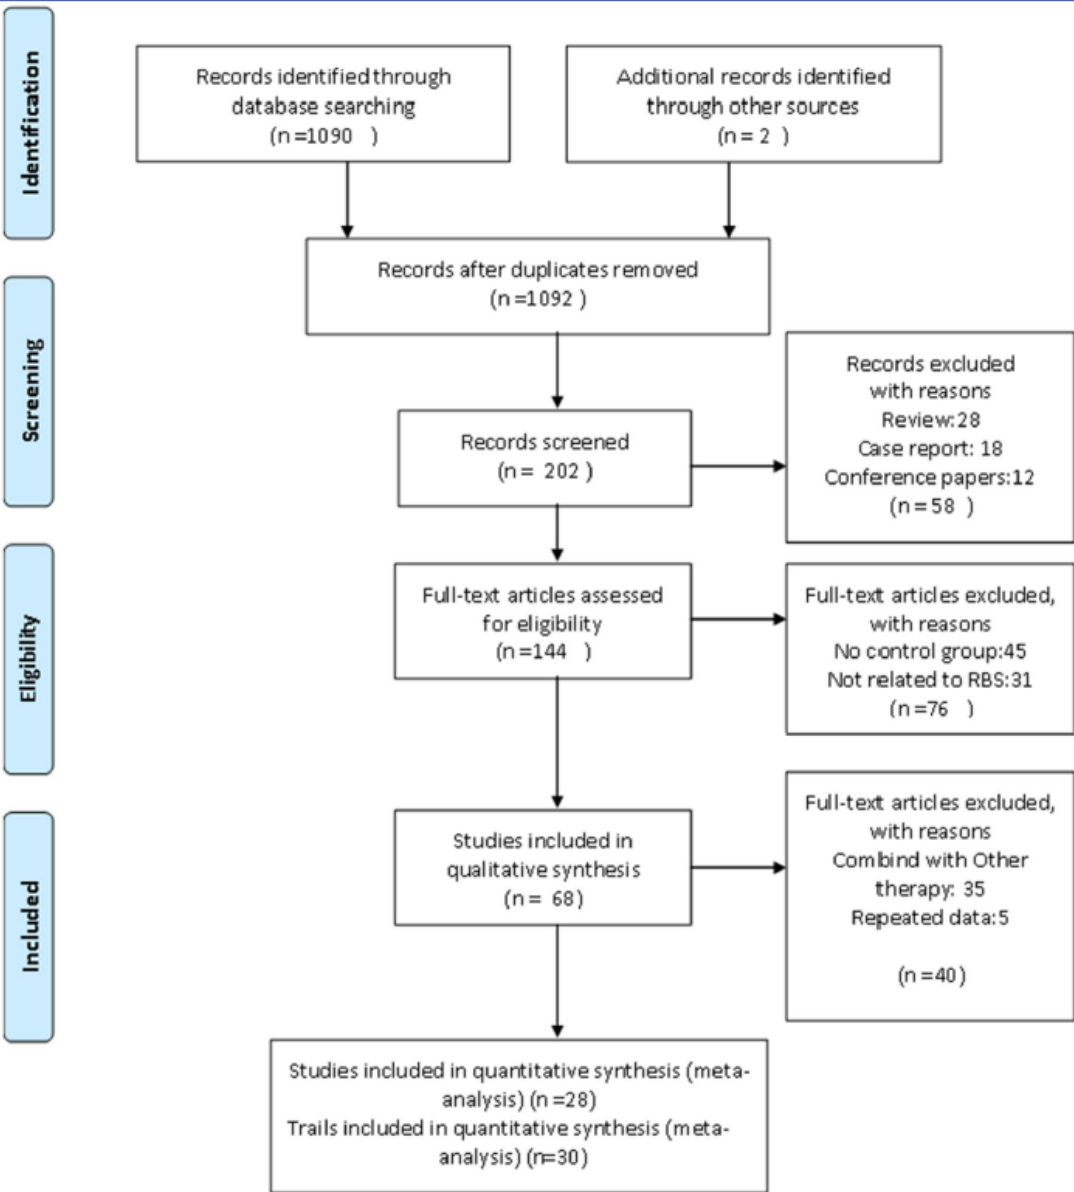 Identification
Records identified through
database searching
(n =1090 )
Additional records identified
through other sources
(n = 2 )
Records after duplicates removed
(n =1092 )
Screening
Records screened
(n = 202 )
Records excluded
with reasons
Review:28
Case report: 18
Conference papers:12
(n = 58 )
Eligibility
Full-text articles assessed
for eligibility
(n =144 )
Full-text articles excluded,
with reasons
No control group:45
Not related to RBS:31
(n =76 )
Included
Studies included in
qualitative synthesis
(n = 68)
Full-text articles excluded,
with reasons
Combind with Other
therapy: 35
Repeated data:5
(n =40)
Studies included in quantitative synthesis (meta-
analysis) (n =28)
Trails included in quantitative synthesis (meta-
analysis) (n=30)